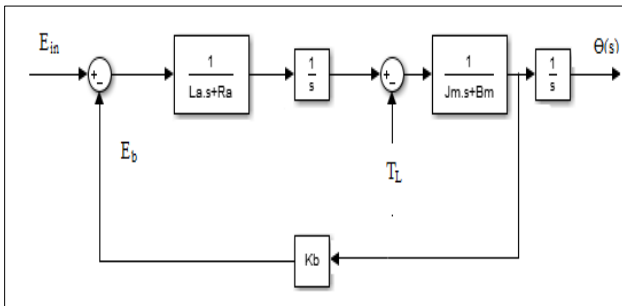 E_in
+
−
1
La.s+Ra
1
s
+
−
1
Jm.s+Bm
1
s
Θ(s)
E_b
T_L
.
Kb